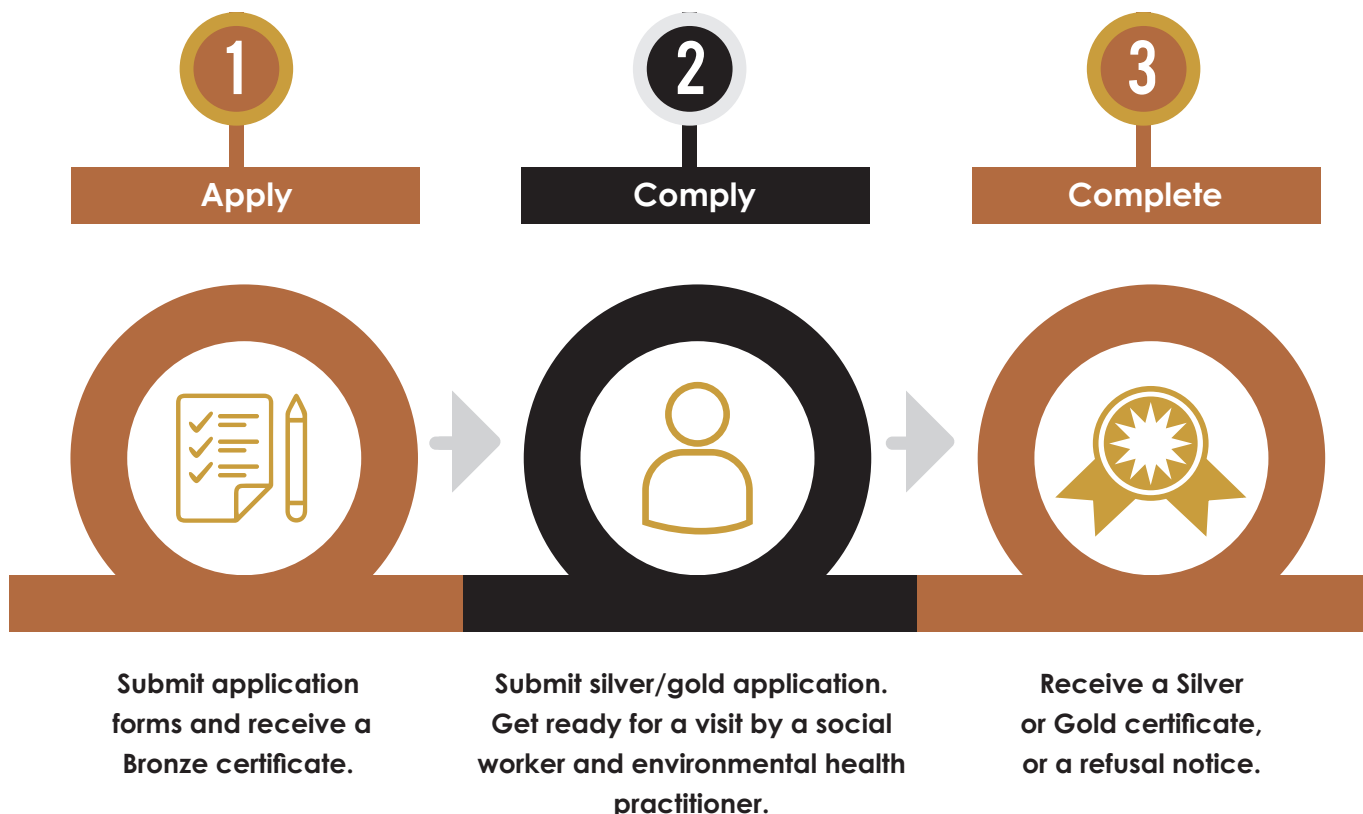 1
Apply
Submit application
forms and receive a
Bronze certificate.
2
Comply
Submit silver/gold application.
Get ready for a visit by a social
worker and environmental health
practitioner.
3
Complete
Receive a Silver
or Gold certificate,
or a refusal notice.